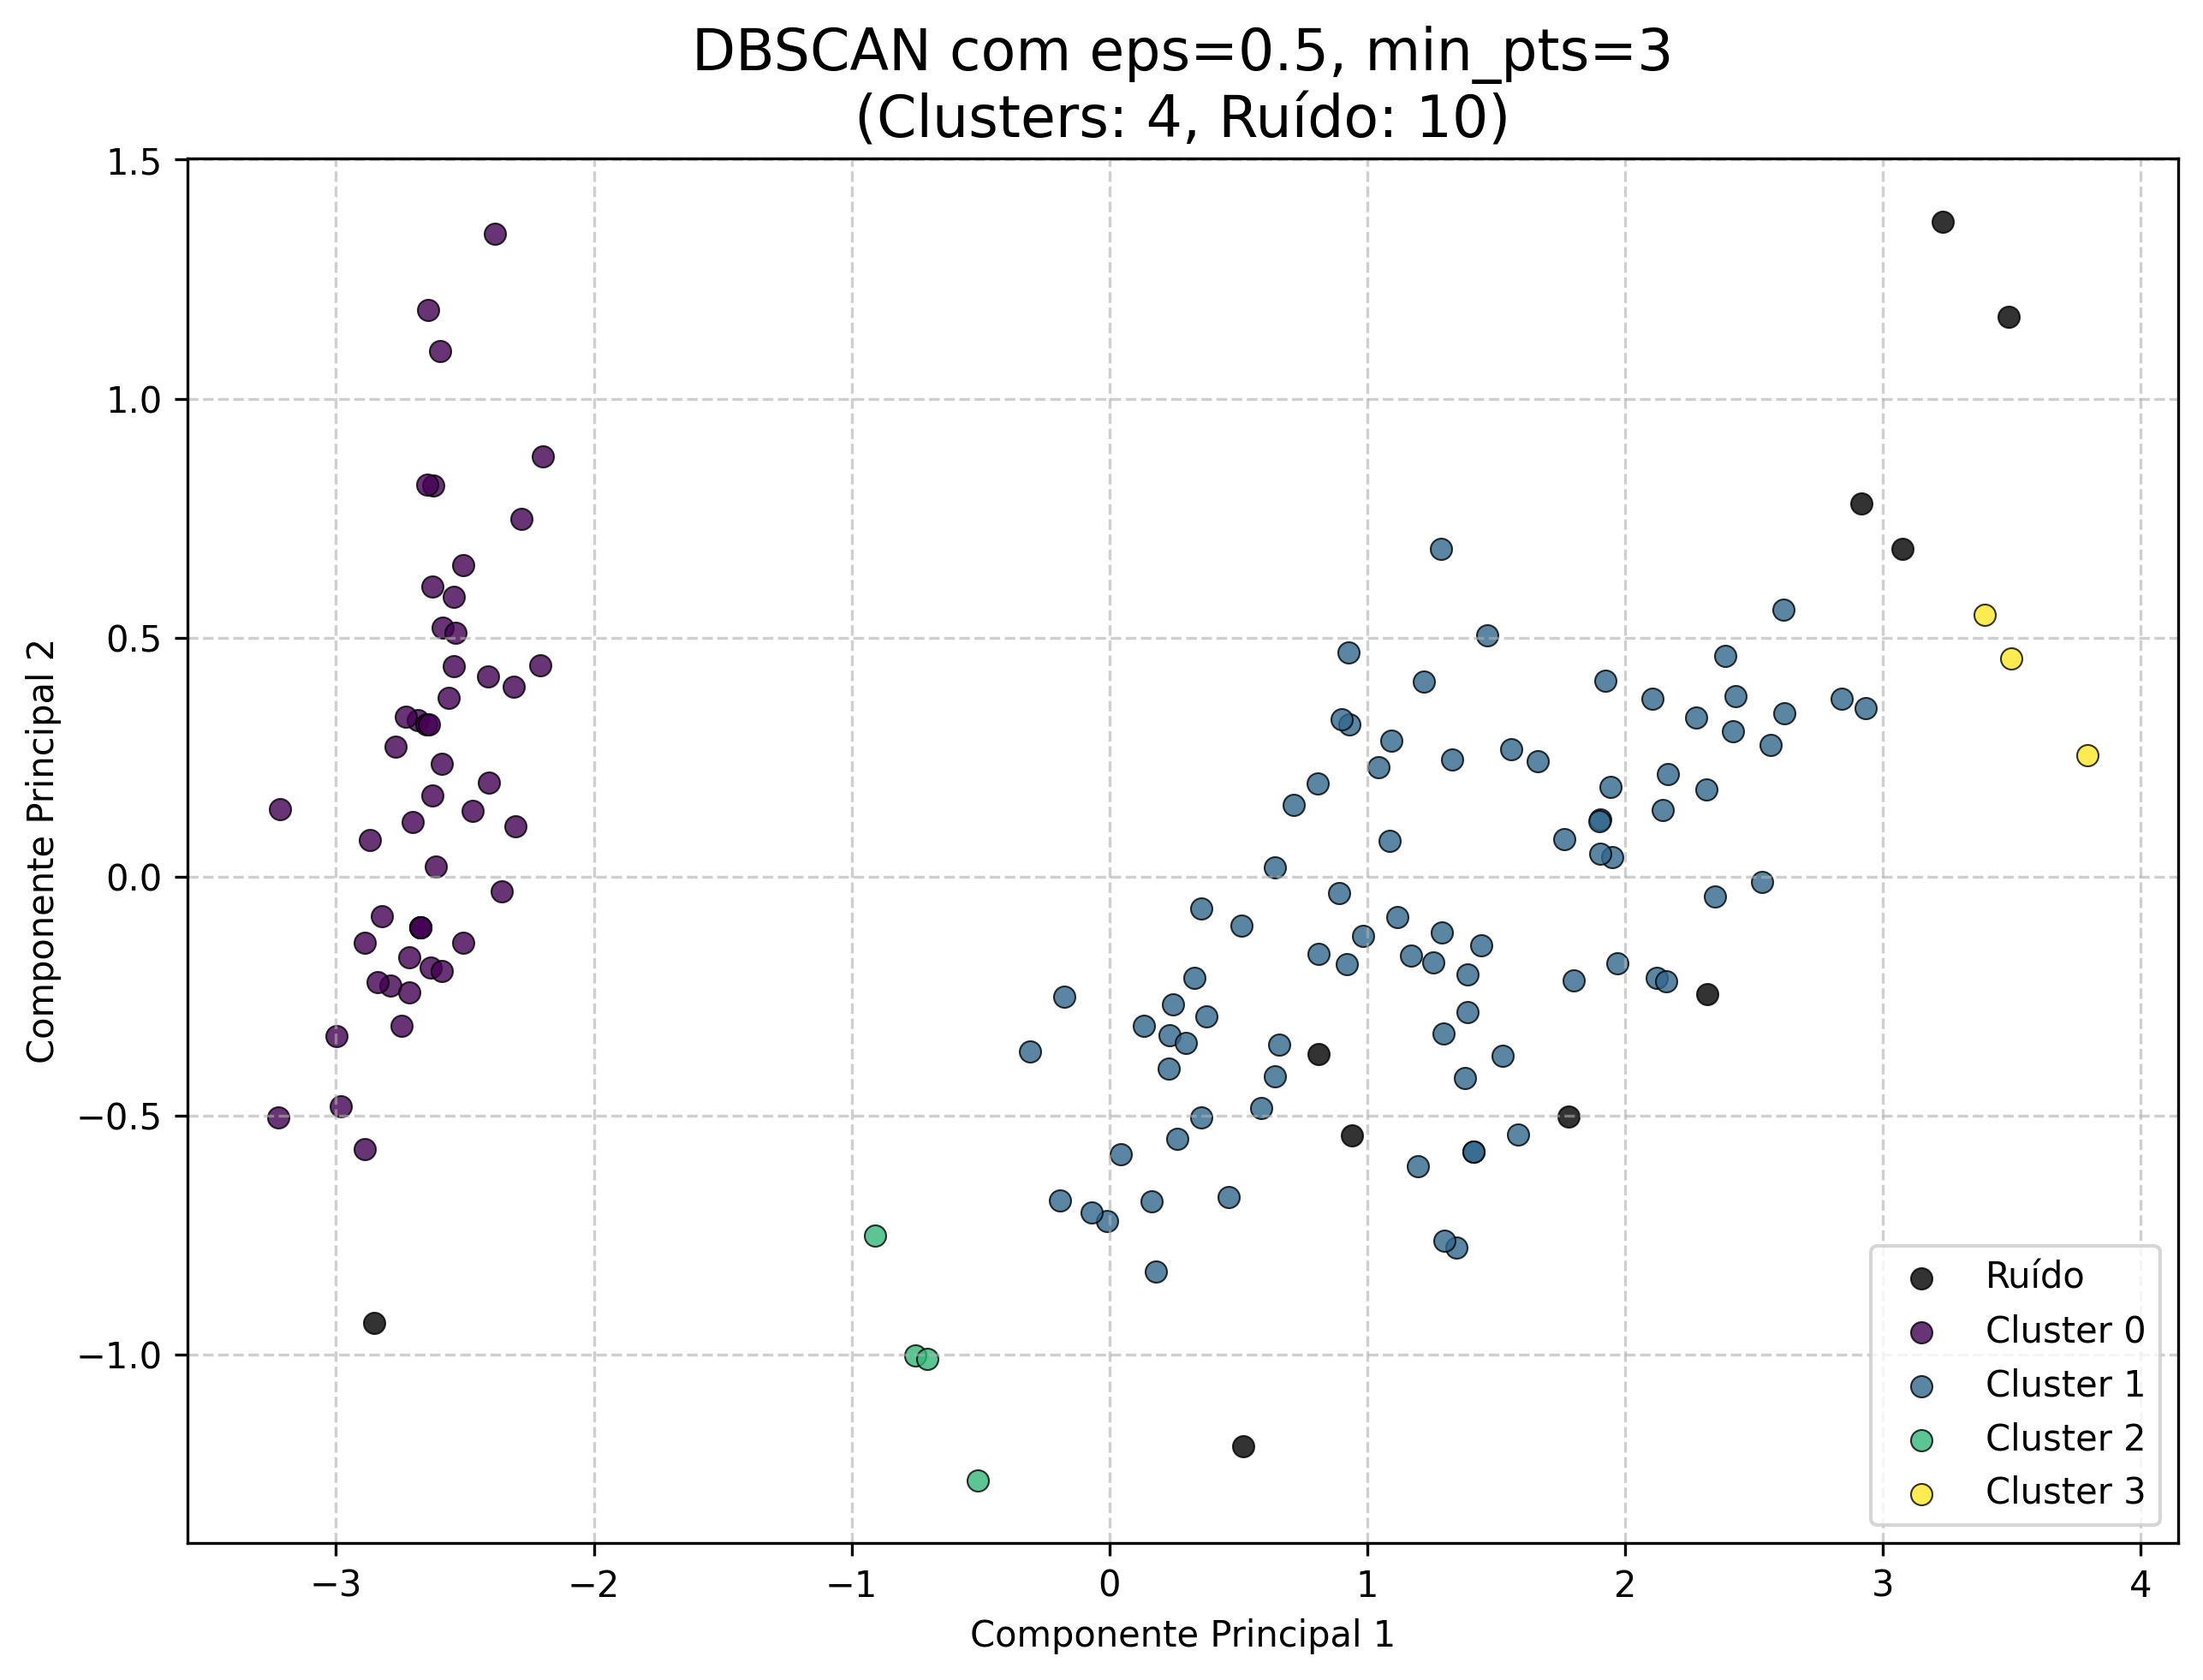 DBSCAN com eps=0.5, min_pts=3
(Clusters: 4, Ruído: 10)
1.5
1.0
0.5
0.0
−0.5
−1.0
Componente Principal 2
−3
−2
−1
0
1
2
3
4
Componente Principal 1
Ruído
Cluster 0
Cluster 1
Cluster 2
Cluster 3